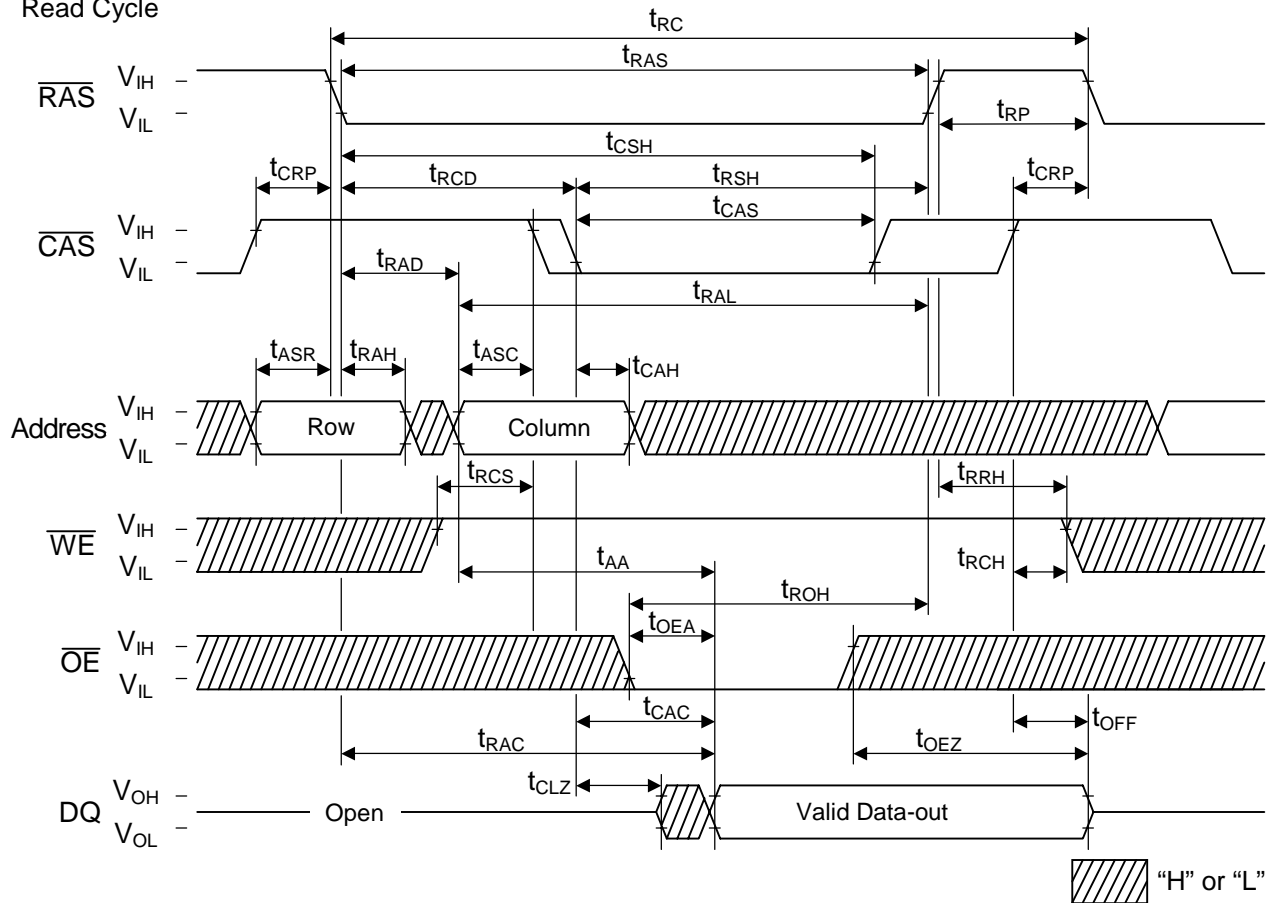 Read Cycle
tRC
RAS
VIH
VIL
tRAS
tRP
tCSH
tCRP
tRCD
tRSH
tCRP
tCAS
CAS
VIH
VIL
tRAD
tRAL
tASR
tRAH
tASC
tCAH
Address
VIH
VIL
Row
Column
tRCS
tRRH
WE
VIH
VIL
tAA
tRCH
tROH
tOEA
OE
VIH
VIL
tCAC
tOFF
tRAC
tOEZ
tCLZ
DQ
VOH
VOL
Open
Valid Data-out
“H” or “L”